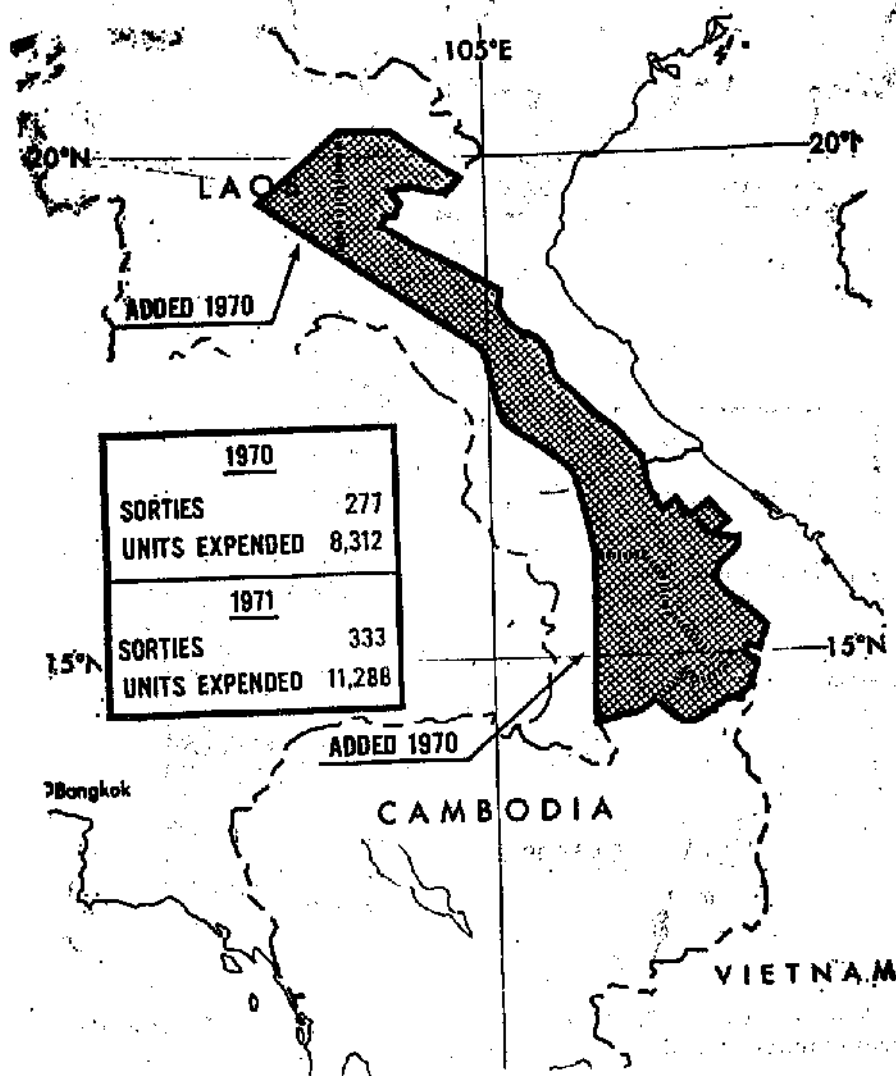 105°E
20°N
20°N
LAOS
ADDED 1970
1970
SORTIES 277
UNITS EXPENDED 8,312
1971
SORTIES 333
UNITS EXPENDED 11,288
15°N
15°N
ADDED 1970
Bangkok
CAMBODIA
VIETNAM